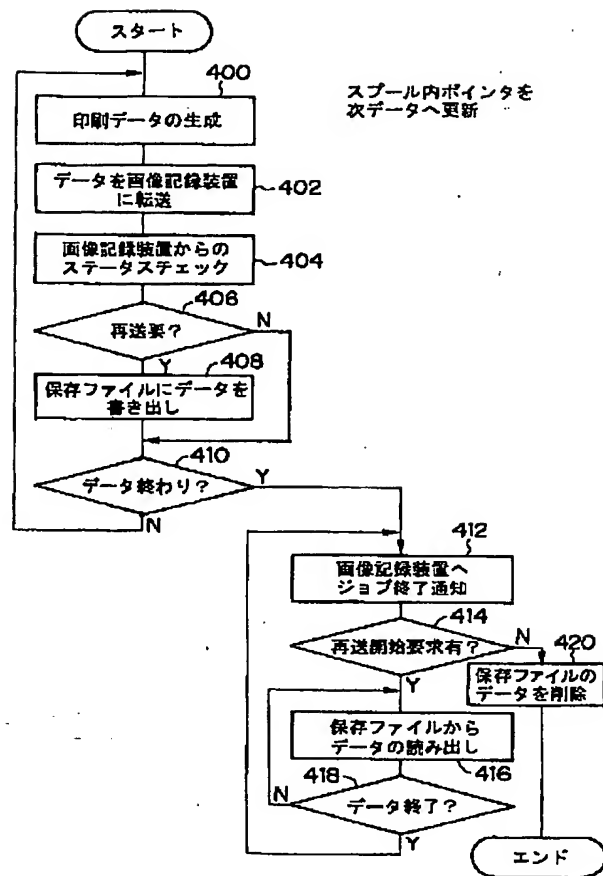 スタート
400
スプール内ポインタを
次データへ更新
印刷データの生成
データを画像記録装置
に転送
402
画像記録装置からの
ステータスチェック
404
406
再送要?
N
Y
408
保存ファイルにデータを
書き出し
410
データ終わり?
Y
N
412
画像記録装置へ
ジョブ終了通知
414
再送開始要求有?
N
Y
420
保存ファイルの
データを削除
保存ファイルから
データの読み出し
416
418
N
データ終了?
Y
エンド